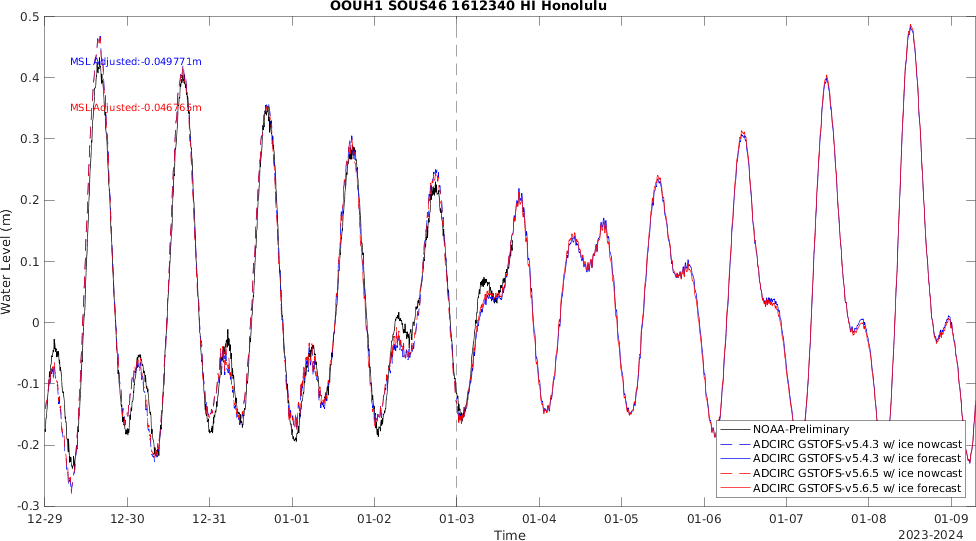 OOUH1 SOUS46 1612340 HI Honolulu
Water Level (m)
0.5
0.4
0.3
0.2
0.1
0
-0.1
-0.2
-0.3
MSL Adjusted:-0.049771m
MSL Adjusted:-0.046765m
NOAA-Preliminary
ADCIRC GSTOFS-v5.4.3 w/ ice nowcast
ADCIRC GSTOFS-v5.4.3 w/ ice forecast
ADCIRC GSTOFS-v5.6.5 w/ ice nowcast
ADCIRC GSTOFS-v5.6.5 w/ ice forecast
12-29 12-30 12-31 01-01 01-02 01-03 01-04 01-05 01-06 01-07 01-08 01-09
Time
2023-2024